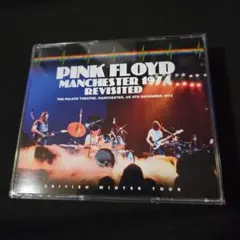 PINK FLOYD
MANCHESTER 1974
REVISITED
THE PALACE THEATRE, MANCHESTER, UK 9TH DECEMBER 1974
BRITISH WINTER TOUR